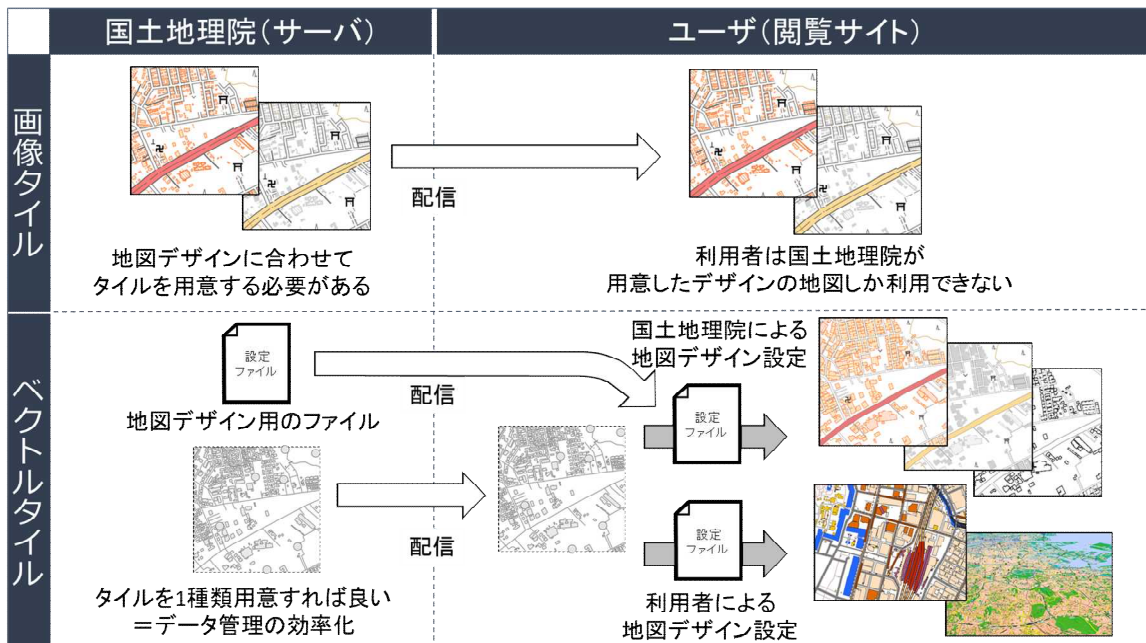 国土地理院（サーバ）
ユーザ（閲覧サイト）
画像タイル
配信
地図デザインに合わせて
タイルを用意する必要がある
利用者は国土地理院が
用意したデザインの地図しか利用できない
ベクトルタイル
設定
ファイル
地図デザイン用のファイル
配信
国土地理院による
地図デザイン設定
設定
ファイル
配信
タイルを1種類用意すれば良い
＝データ管理の効率化
設定
ファイル
利用者による
地図デザイン設定